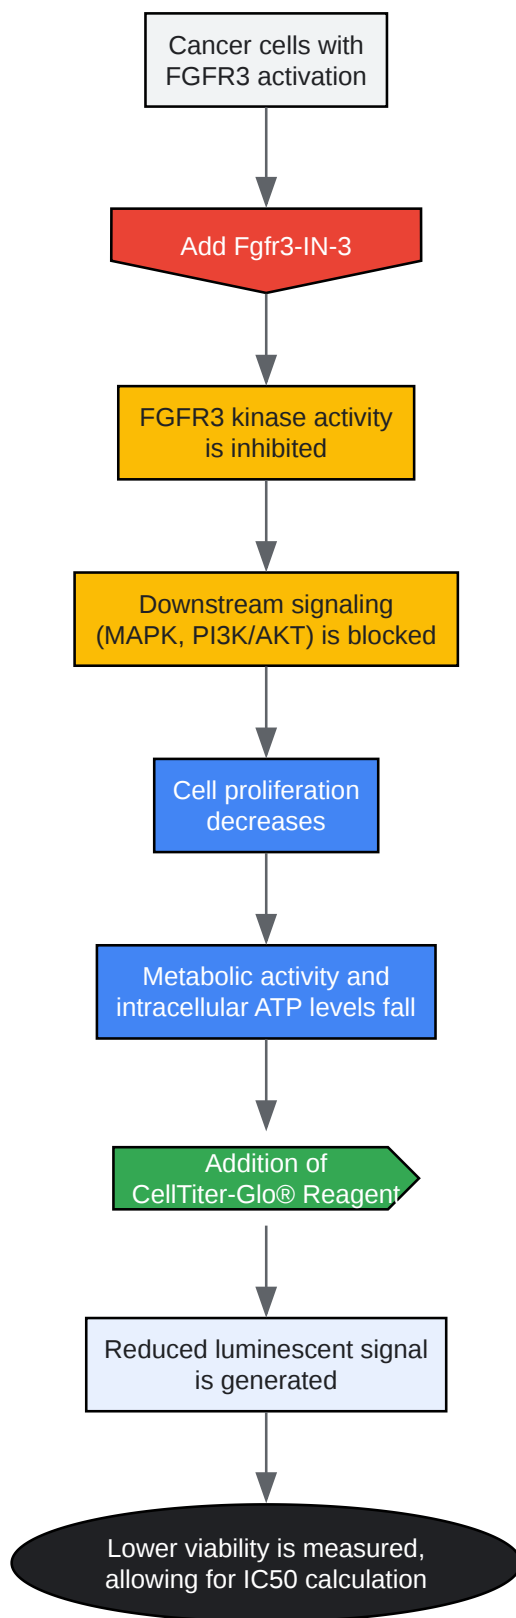 Cancer cells with
FGFR3 activation
Add Fgfr3-IN-3
FGFR3 kinase activity
is inhibited
Downstream signaling
(MAPK, PI3K/AKT) is blocked
Cell proliferation
decreases
Metabolic activity and
intracellular ATP levels fall
Addition of
CellTiter-Glo® Reagent
Reduced luminescent signal
is generated
Lower viability is measured,
allowing for IC50 calculation